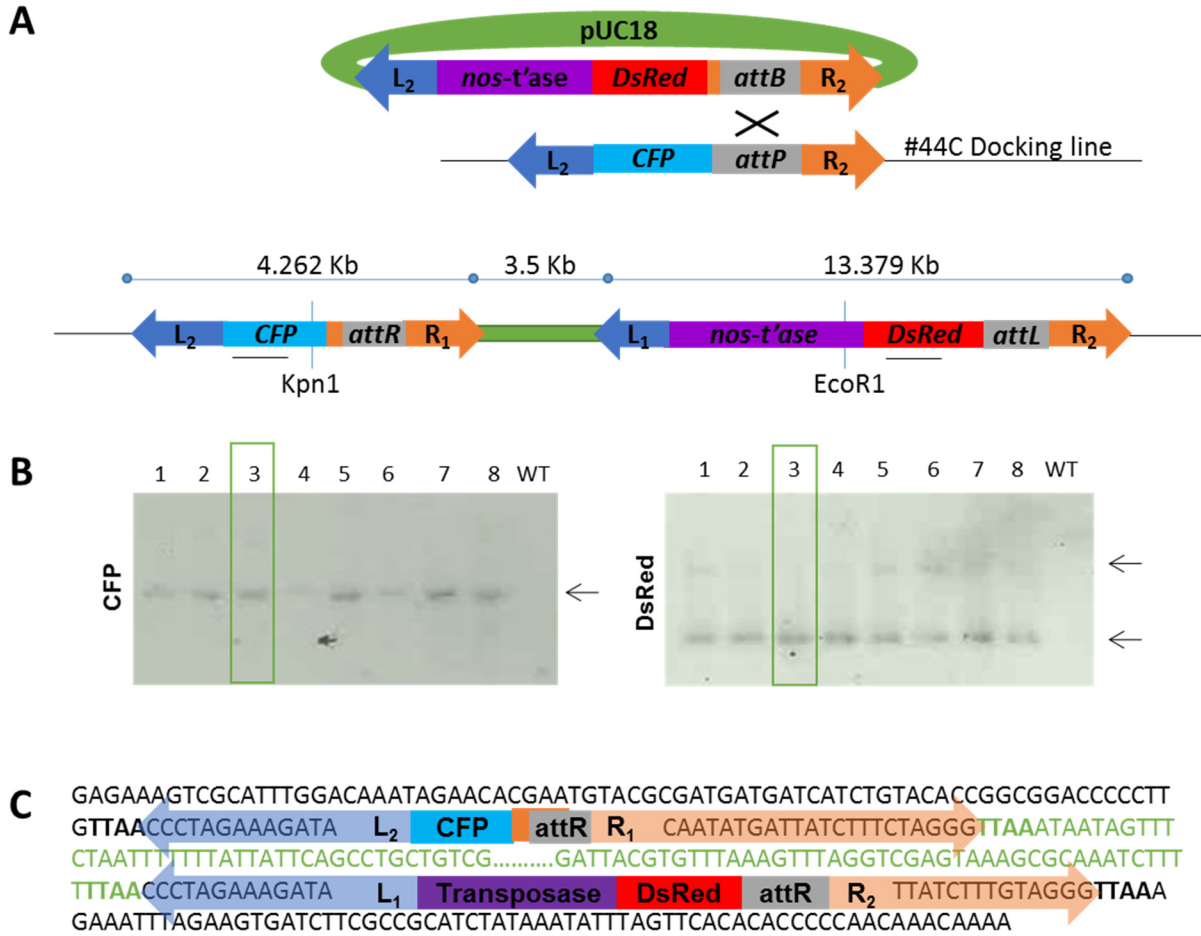 A
pUC18
L2 nos-t'ase DsRed attB R2
L2 CFP attP R2
#44C Docking line
4.262 Kb 3.5 Kb 13.379 Kb
L2 CFP attR R1 L1 nos-t'ase DsRed attL R2
Kpn1 EcoR1
B
1 2 3 4 5 6 7 8 WT
CFP
1 2 3 4 5 6 7 8 WT
DsRed
C
GAGAAAGTCGCATTTGGACAAATAGAACACGAATGTACGCGATGATGATCATCTGTACACCGGCGGACCCCCTT
GTTAACCCTAGAAAGATA L2 CFP attR R1 CAATATGATTATCTTTCTAGGGTTAAATAATAGTTT
CTAATTTTTTTATTATTCAGCCTGCTGTCG..........GATTACGTGTTTAAAGTTTAGGTCGAGTAAAGCGCAAATCTTT
TTTAACCCTAGAAAGATA L1 Transposase DsRed attR R2 TTATCTTTGTAGGGTTAAA
GAAATTTAGAAGTGATCTTCGCCGCATCTATAAATATTTAGTTCACACACCCCCAACAAACAAAA